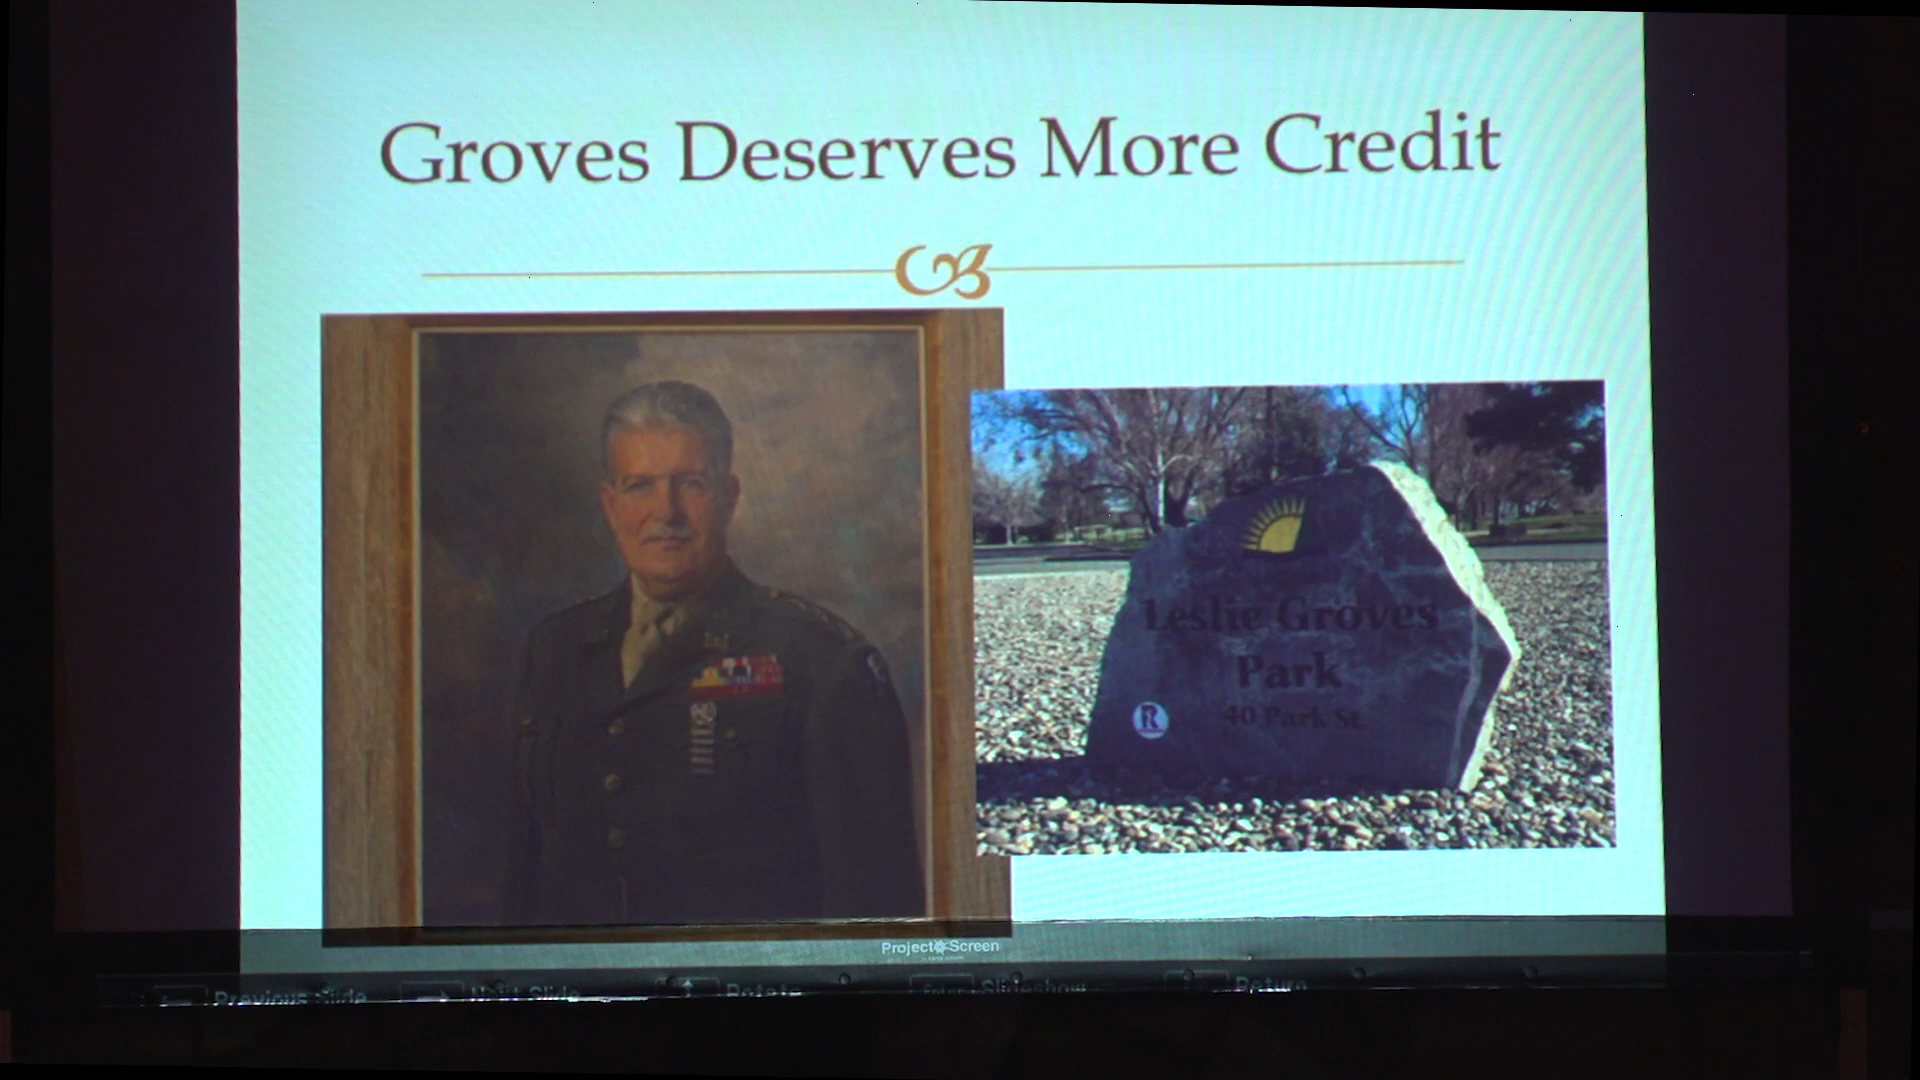 Groves Deserves More Credit
Leslie Groves
Park
40 Park St.
R
Project Screen
Previous Slide
Next Slide
Rotate
Enter
Slideshow
Return